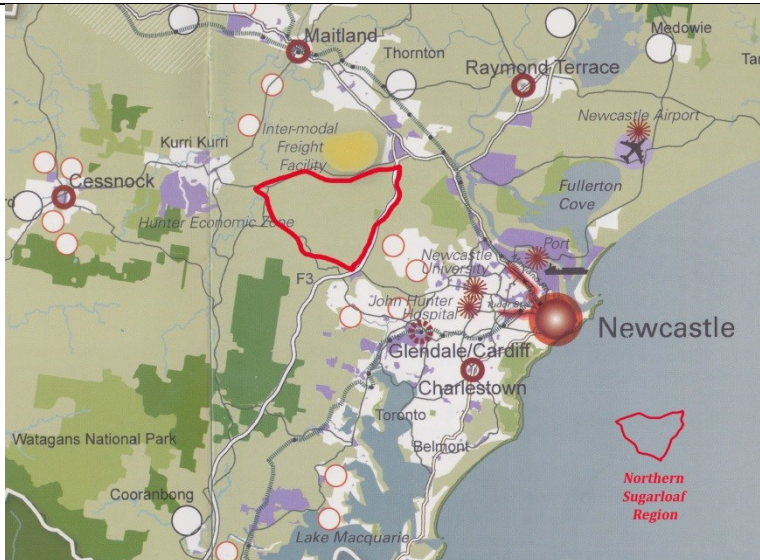 Maitland
Medowie
Thornton
Raymond Terrace
Tar
Newcastle Airport
Inter-modal
Freight
Facility
Kurri Kurri
Cessnock
Fullerton
Cove
Hunter Economic Zone
Newcastle
University
Port
F3
John Hunter
Hospital
Newcastle
Glendale/Cardiff
Charlestown
Toronto
Belmont
Watagans National Park
Cooranbong
Lake Macquarie
Northern
Sugarloaf
Region